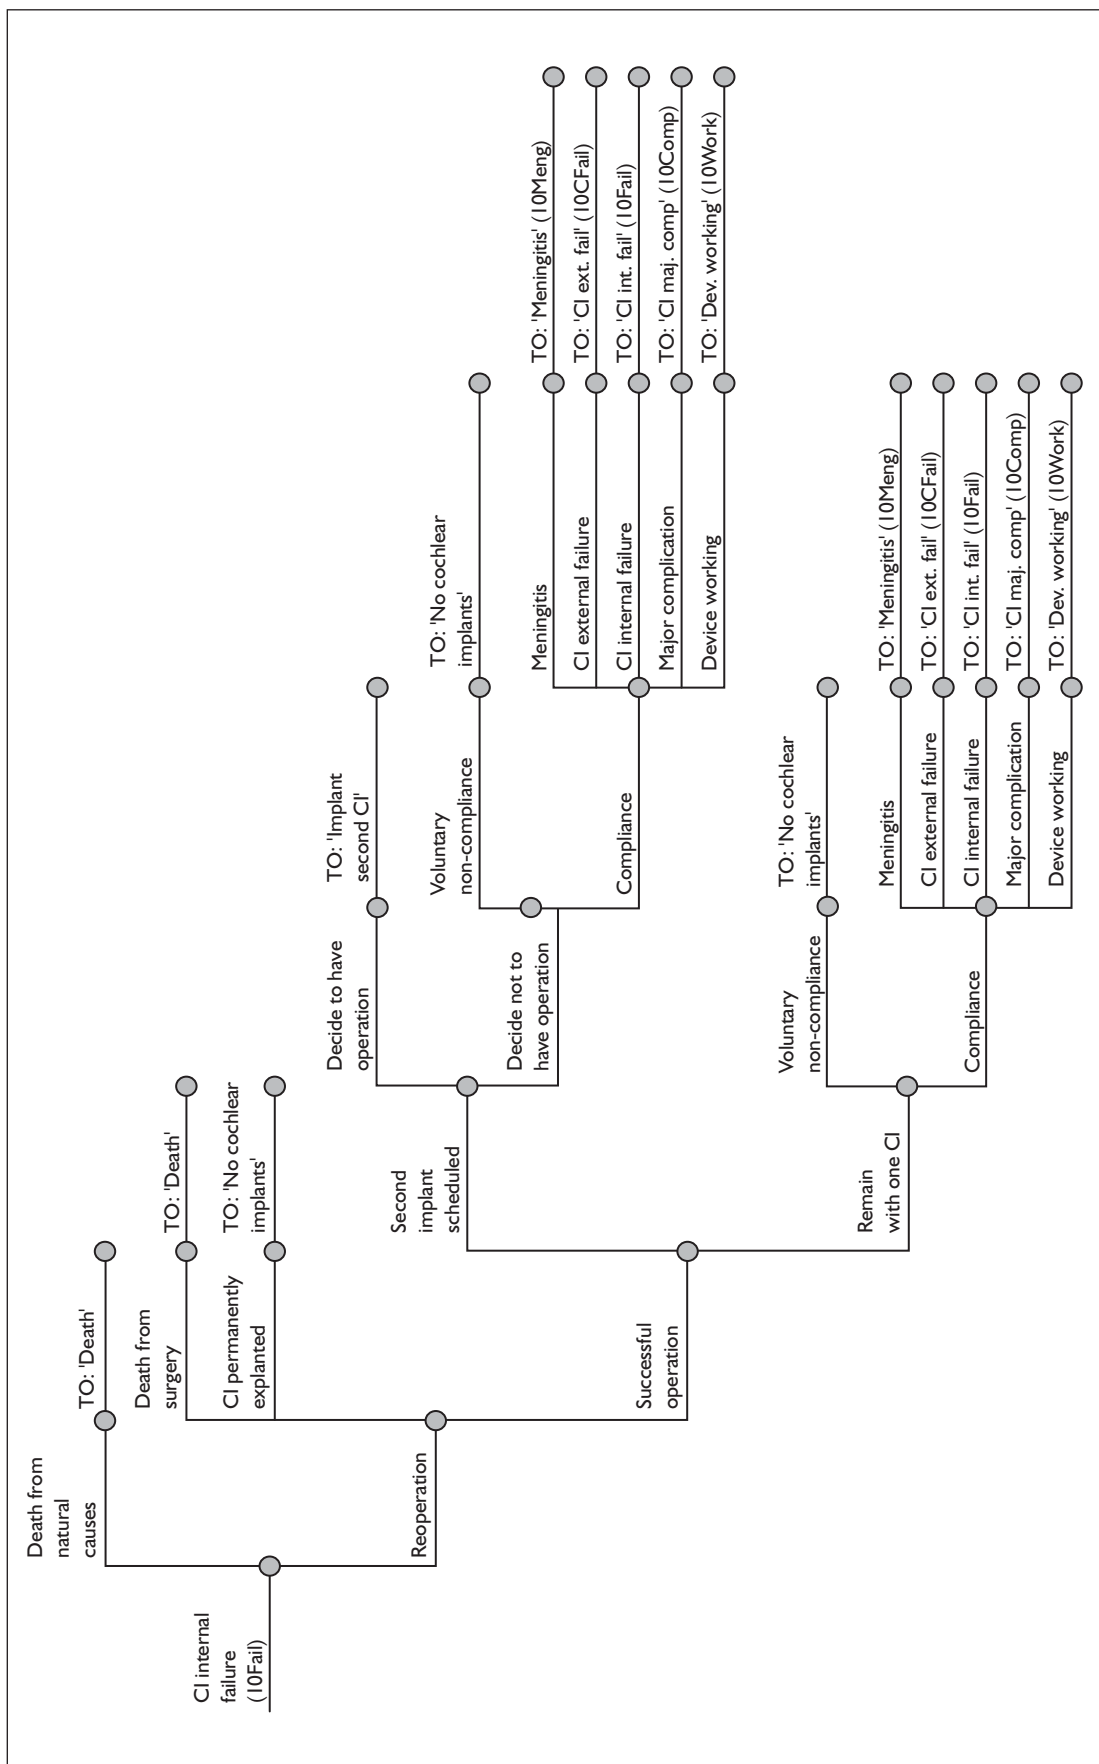 CI internal
failure
(10Fail)
Death from
natural
causes
TO: 'Death'
Reoperation
Death from
surgery
TO: 'Death'
CI permanently
explanted
TO: 'No cochlear
implants'
Successful
operation
Second
implant
scheduled
Decide to have
operation
TO: 'Implant
second CI'
Decide not to
have operation
Voluntary
non-compliance
TO: 'No cochlear
implants'
Compliance
Meningitis
TO: 'Meningitis' (10Meng)
CI external failure
TO: 'CI ext. fail' (10CFail)
CI internal failure
TO: 'CI int. fail' (10Fail)
Major complication
TO: 'CI maj. comp' (10Comp)
Device working
TO: 'Dev. working' (10Work)
Remain
with one CI
Voluntary
non-compliance
TO: 'No cochlear
implants'
Compliance
Meningitis
TO: 'Meningitis' (10Meng)
CI external failure
TO: 'CI ext. fail' (10CFail)
CI internal failure
TO: 'CI int. fail' (10Fail)
Major complication
TO: 'CI maj. comp' (10Comp)
Device working
TO: 'Dev. working' (10Work)